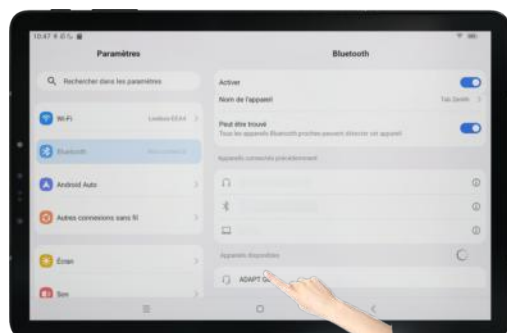 10:47
Paramètres
Bluetooth
Rechercher dans les paramètres
Activer
Nom de l'appareil
Peut être trouvé
Tous les appareils Bluetooth proches peuvent détecter cet appareil
Wi-Fi
Bluetooth
Appareils connectés précédemment
Android Auto
Autres connexions sans fil
Appareils disponibles
Écran
ADAPT
Son